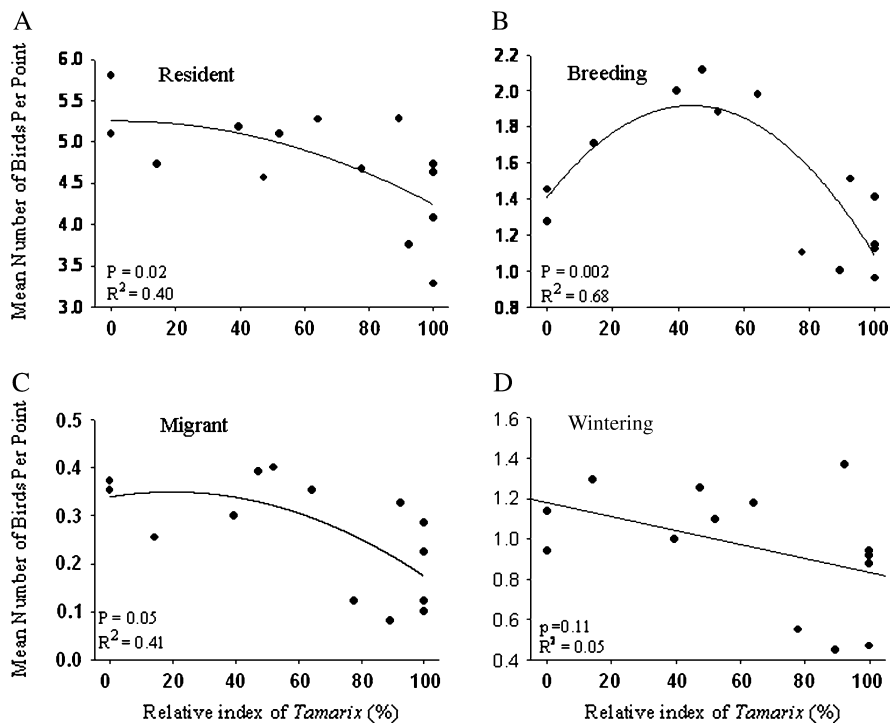 A
Resident
Mean Number of Birds Per Point
6.0
5.5
5.0
4.5
4.0
3.5
3.0
P = 0.02
R² = 0.40
0 20 40 60 80 100
B
Breeding
2.2
2.0
1.8
1.6
1.4
1.2
1.0
0.8
P = 0.002
R² = 0.68
0 20 40 60 80 100
C
Migrant
Mean Number of Birds Per Point
0.5
0.4
0.3
0.2
0.1
0.0
P = 0.05
R² = 0.41
0 20 40 60 80 100
Relative index of Tamarix (%)
D
Wintering
1.6
1.4
1.2
1.0
0.8
0.6
0.4
p =0.11
R² = 0.05
0 20 40 60 80 100
Relative index of Tamarix (%)